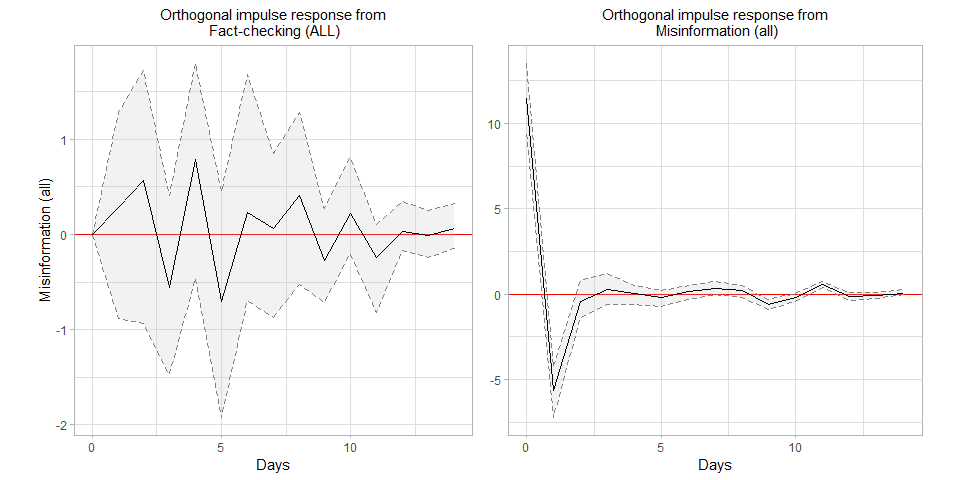 Orthogonal impulse response from
Fact-checking (ALL)
Misinformation (all)
1
0
-1
-2
0
5
10
Days
Orthogonal impulse response from
Misinformation (all)
10
5
0
-5
0
5
10
Days